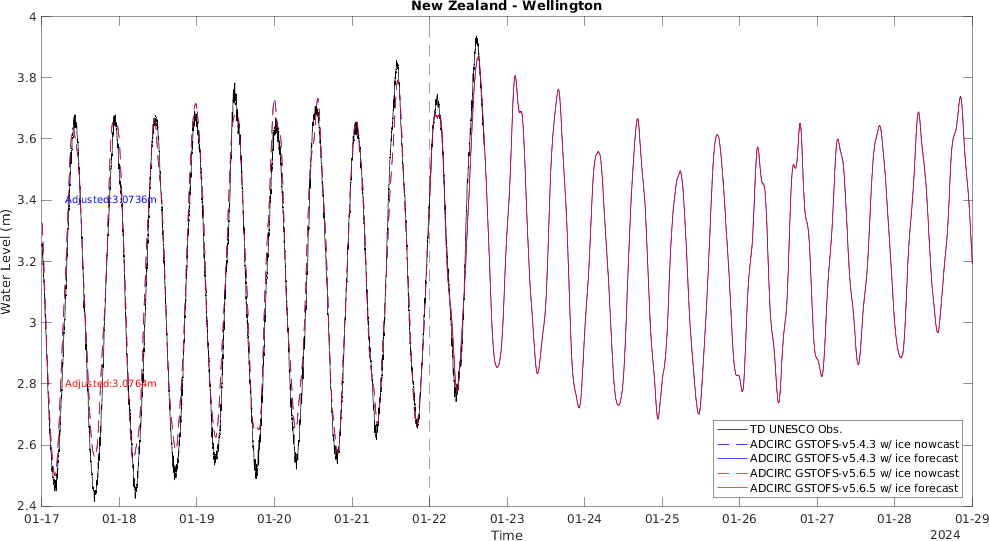 New Zealand - Wellington
4
3.8
3.6
3.4
3.2
3
2.8
2.6
2.4
Water Level (m)
Adjusted:3.0736m
Adjusted:3.0764m
TD UNESCO Obs.
ADCIRC GSTOFS-v5.4.3 w/ ice nowcast
ADCIRC GSTOFS-v5.4.3 w/ ice forecast
ADCIRC GSTOFS-v5.6.5 w/ ice nowcast
ADCIRC GSTOFS-v5.6.5 w/ ice forecast
01-17 01-18 01-19 01-20 01-21 01-22 01-23 01-24 01-25 01-26 01-27 01-28 01-29
Time
2024